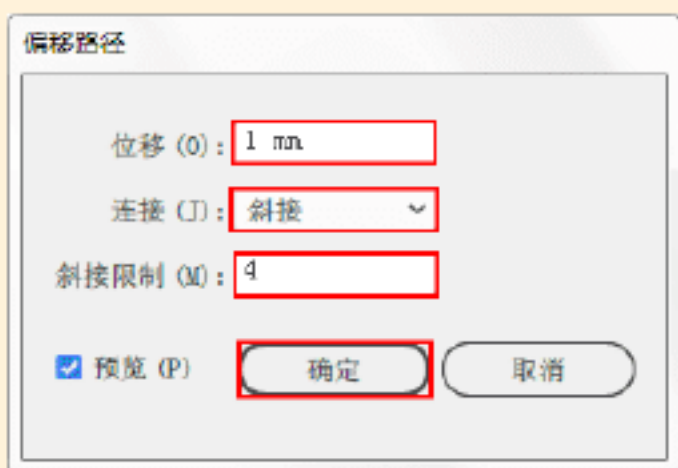 偏移路径
位移 (O): 1 mm
连接 (J): 斜接
斜接限制 (M): 4
预览 (P) 确定 取消